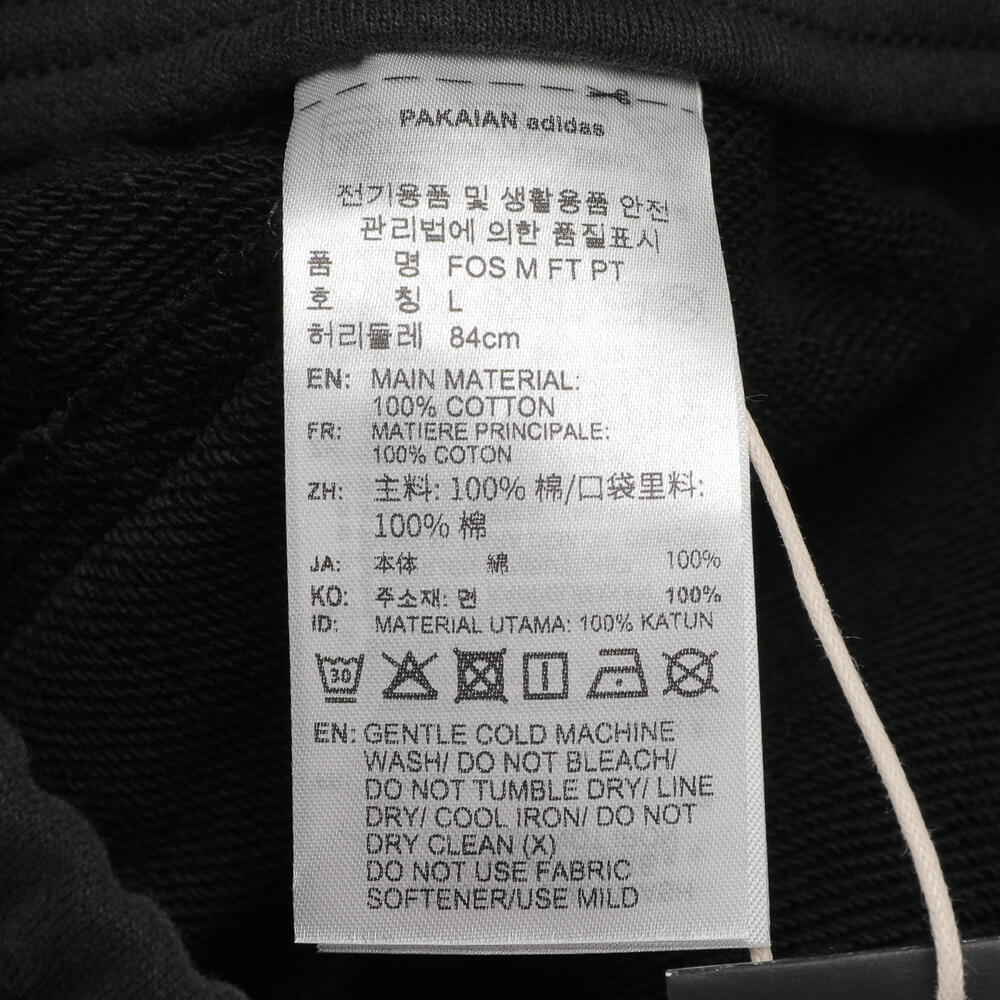 PAKAIAN adidas
전기용품 및 생활용품 안전
관리법에 의한 품질표시
품 명 FOS M FT PT
호 칭 L
허리둘레 84cm
EN: MAIN MATERIAL:
100% COTTON
FR: MATIERE PRINCIPALE:
100% COTON
ZH: 主料: 100% 棉/口袋里料:
100% 棉
JA: 本体 綿 100%
KO: 주소재: 면 100%
ID: MATERIAL UTAMA: 100% KATUN
30
EN: GENTLE COLD MACHINE
WASH/ DO NOT BLEACH/
DO NOT TUMBLE DRY/ LINE
DRY/ COOL IRON/ DO NOT
DRY CLEAN (X)
DO NOT USE FABRIC
SOFTENER/USE MILD